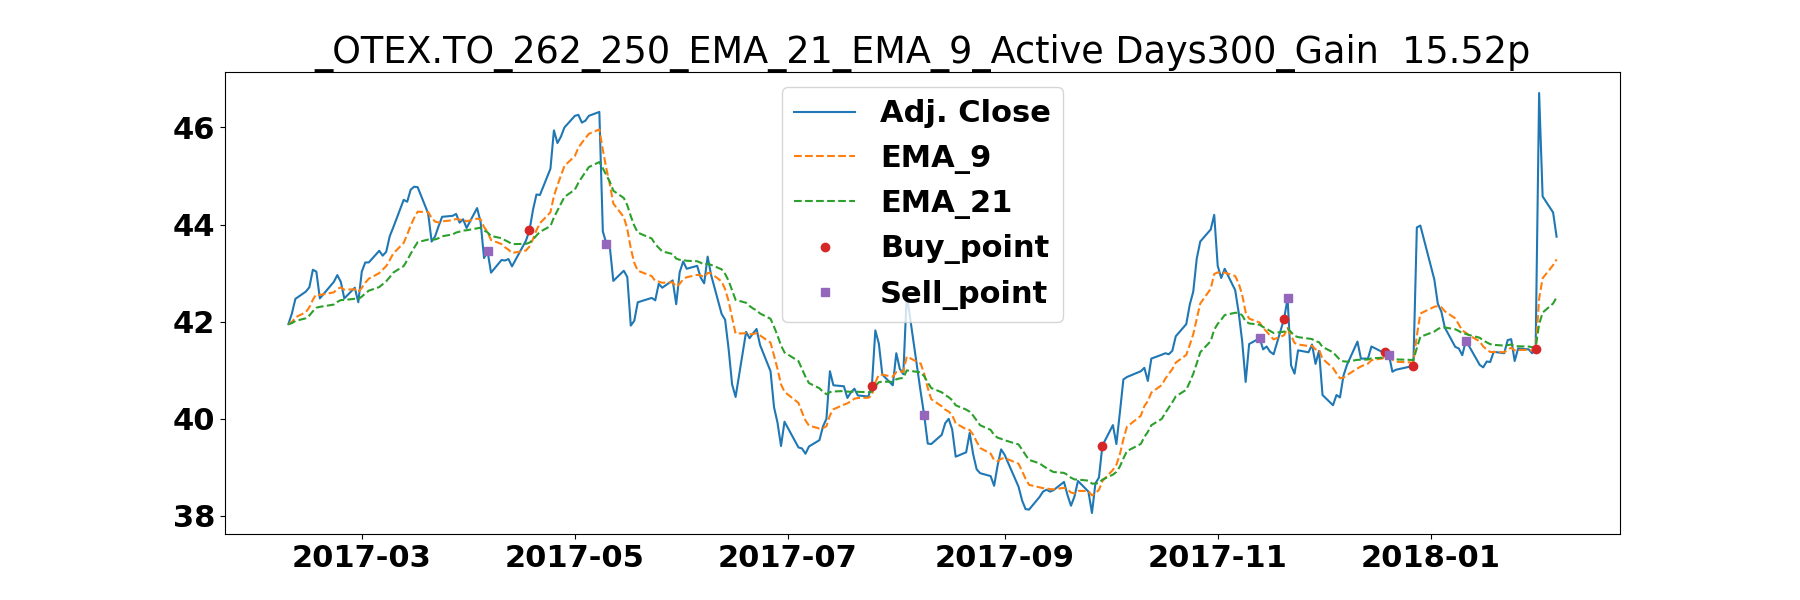 _OTEX.TO_262_250_EMA_21_EMA_9_Active Days300_Gain  15.52p
Adj. Close
EMA_9
EMA_21
Buy_point
Sell_point
46
44
42
40
38
2017-03
2017-05
2017-07
2017-09
2017-11
2018-01